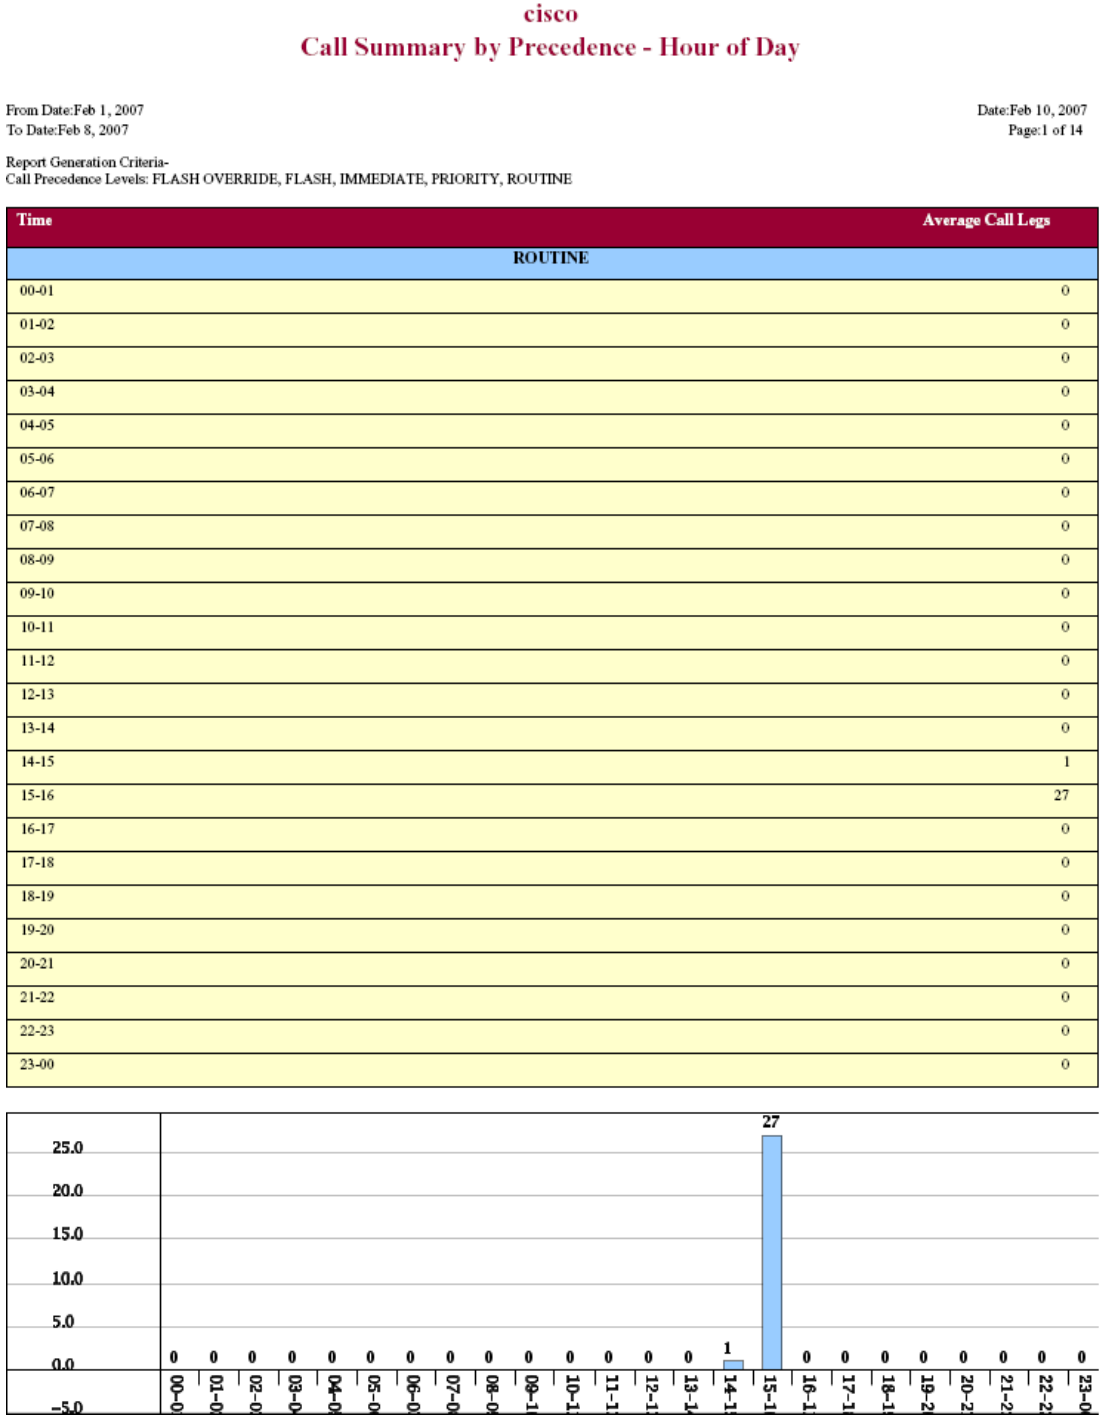 cisco
Call Summary by Precedence - Hour of Day
From Date:Feb 1, 2007
Date:Feb 10, 2007
To Date:Feb 8, 2007
Page:1 of 14
Report Generation Criteria-
Call Precedence Levels: FLASH OVERRIDE, FLASH, IMMEDIATE, PRIORITY, ROUTINE
Time Average Call Legs
ROUTINE
00-01 0
01-02 0
02-03 0
03-04 0
04-05 0
05-06 0
06-07 0
07-08 0
08-09 0
09-10 0
10-11 0
11-12 0
12-13 0
13-14 0
14-15 1
15-16 27
16-17 0
17-18 0
18-19 0
19-20 0
20-21 0
21-22 0
22-23 0
23-00 0
27
25.0
20.0
15.0
10.0
5.0
1
0.0 0 0 0 0 0 0 0 0 0 0 0 0 0 0 0 0 0 0 0 0 0 0
-5.0